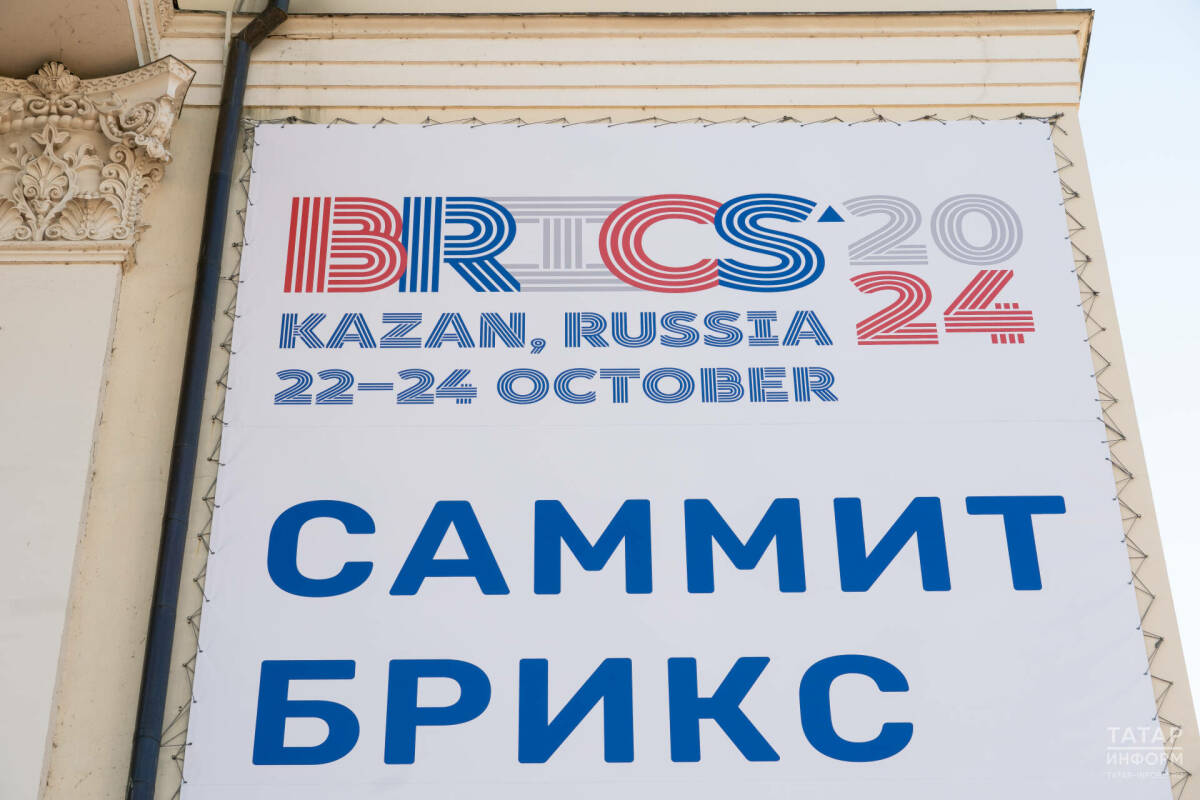 BRICS 2024
KAZAN, RUSSIA
22–24 OCTOBER
САММИТ
БРИКС
ТАТАР
ИНФОРМ